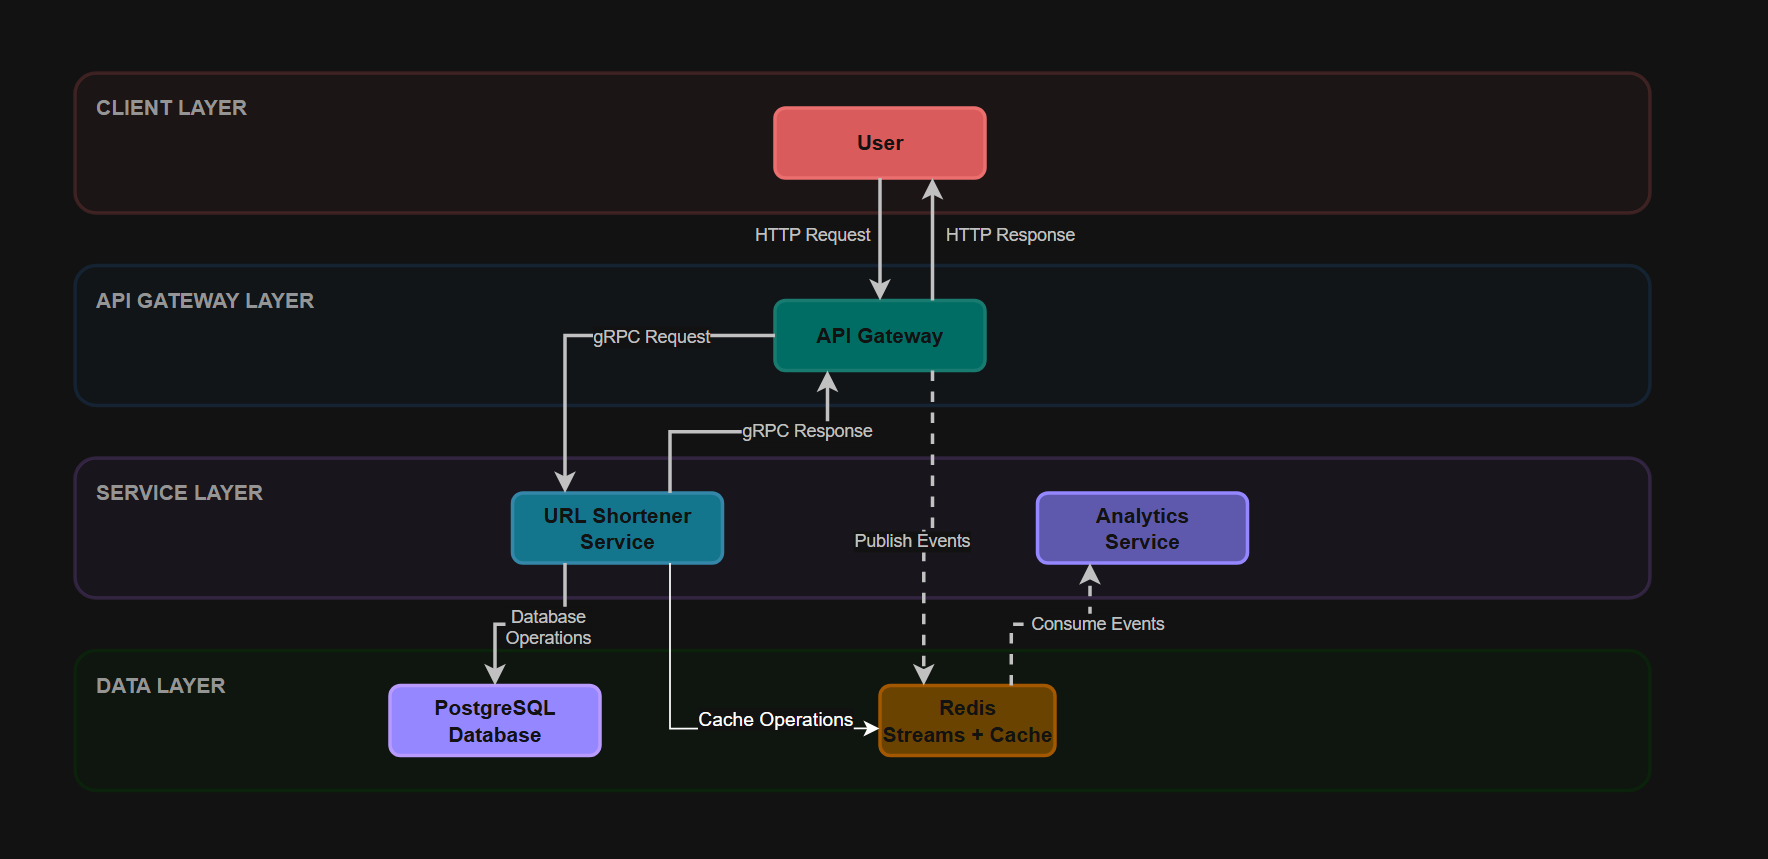 CLIENT LAYER
User
HTTP Request
HTTP Response
API GATEWAY LAYER
API Gateway
gRPC Request
gRPC Response
SERVICE LAYER
URL Shortener
Service
Analytics
Service
Publish Events
Database
Operations
Consume Events
DATA LAYER
PostgreSQL
Database
Cache Operations
Redis
Streams + Cache